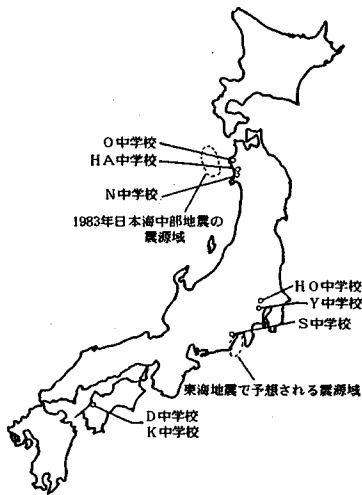 O中学校
HA中学校
N中学校
1983年日本海中部地震の
震源域
HO中学校
Y中学校
S中学校
東海地震で予想される震源域
D中学校
K中学校